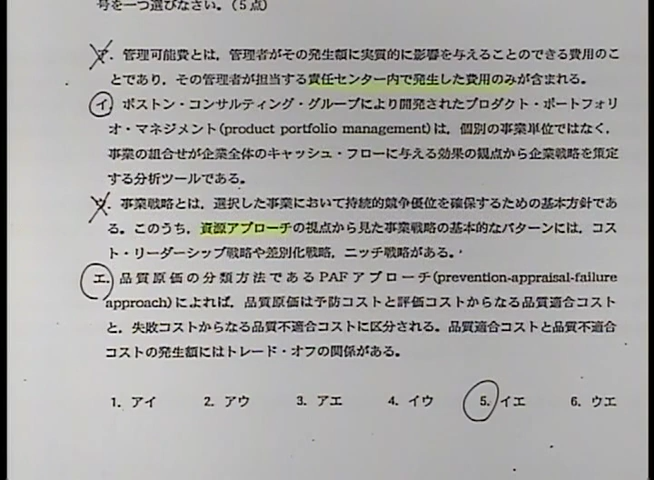 号を一つ選びなさい。(5点)
ア. 管理可能費とは，管理者がその発生額に実質的に影響を与えることのできる費用のこ
とであり，その管理者が担当する責任センター内で発生した費用のみが含まれる。
イ. ボストン・コンサルティング・グループにより開発されたプロダクト・ポートフォリ
オ・マネジメント(product portfolio management)は，個別の事業単位ではなく，
事業の組合せが企業全体のキャッシュ・フローに与える効果の観点から企業戦略を策定
する分析ツールである。
ウ. 事業戦略とは，選択した事業において持続的競争優位を確保するための基本方針であ
る。このうち，資源アプローチの視点から見た事業戦略の基本的なパターンには，コス
ト・リーダーシップ戦略や差別化戦略，ニッチ戦略がある。
エ. 品質原価の分類方法であるPAFアプローチ(prevention-appraisal-failure
approach)によれば，品質原価は予防コストと評価コストからなる品質適合コスト
と，失敗コストからなる品質不適合コストに区分される。品質適合コストと品質不適合
コストの発生額にはトレード・オフの関係がある。
1. アイ 2. アウ 3. アエ 4. イウ 5. イエ 6. ウエ